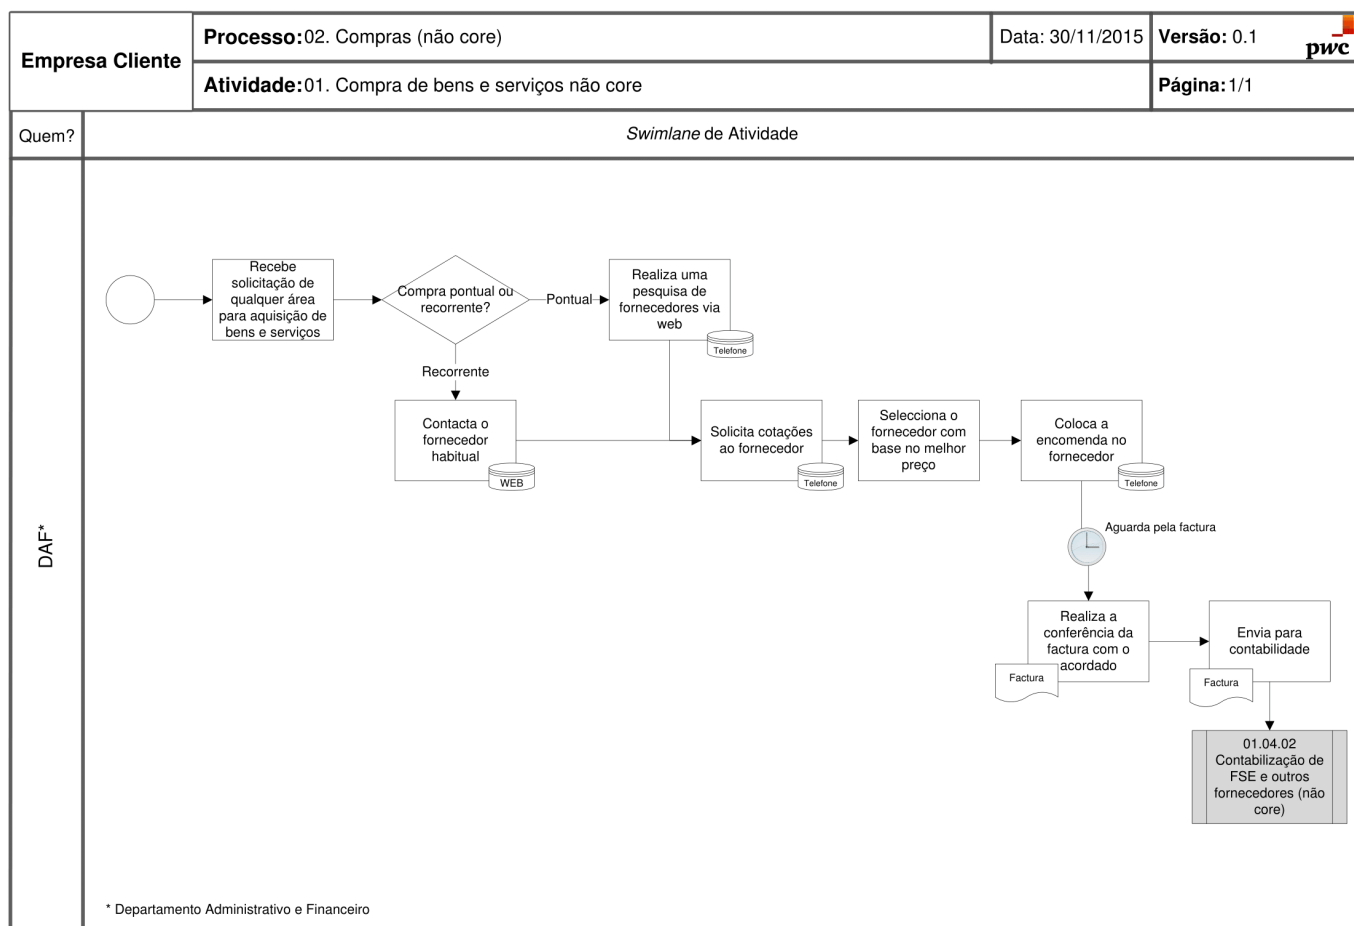 Empresa Cliente
Processo: 02. Compras (não core)
Data: 30/11/2015
Versão: 0.1
pwc
Atividade: 01. Compra de bens e serviços não core
Página: 1/1
Quem?
Swimlane de Atividade
DAF*
Recebe
solicitação de
qualquer área
para aquisição de
bens e serviços
Compra pontual ou
recorrente?
Pontual
Realiza uma
pesquisa de
fornecedores via
web
Telefone
Recorrente
Contacta o
fornecedor
habitual
WEB
Solicita cotações
ao fornecedor
Telefone
Selecciona o
fornecedor com
base no melhor
preço
Coloca a
encomenda no
fornecedor
Telefone
Aguarda pela factura
Realiza a
conferência da
factura com o
acordado
Factura
Envia para
contabilidade
Factura
01.04.02
Contabilização de
FSE e outros
fornecedores (não
core)
* Departamento Administrativo e Financeiro